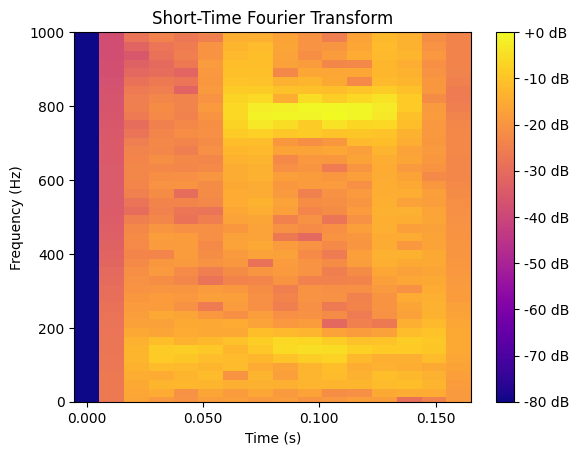 Short-Time Fourier Transform
Frequency (Hz)
1000
800
600
400
200
0
0.000
0.050
0.100
0.150
Time (s)
+0 dB
-10 dB
-20 dB
-30 dB
-40 dB
-50 dB
-60 dB
-70 dB
-80 dB